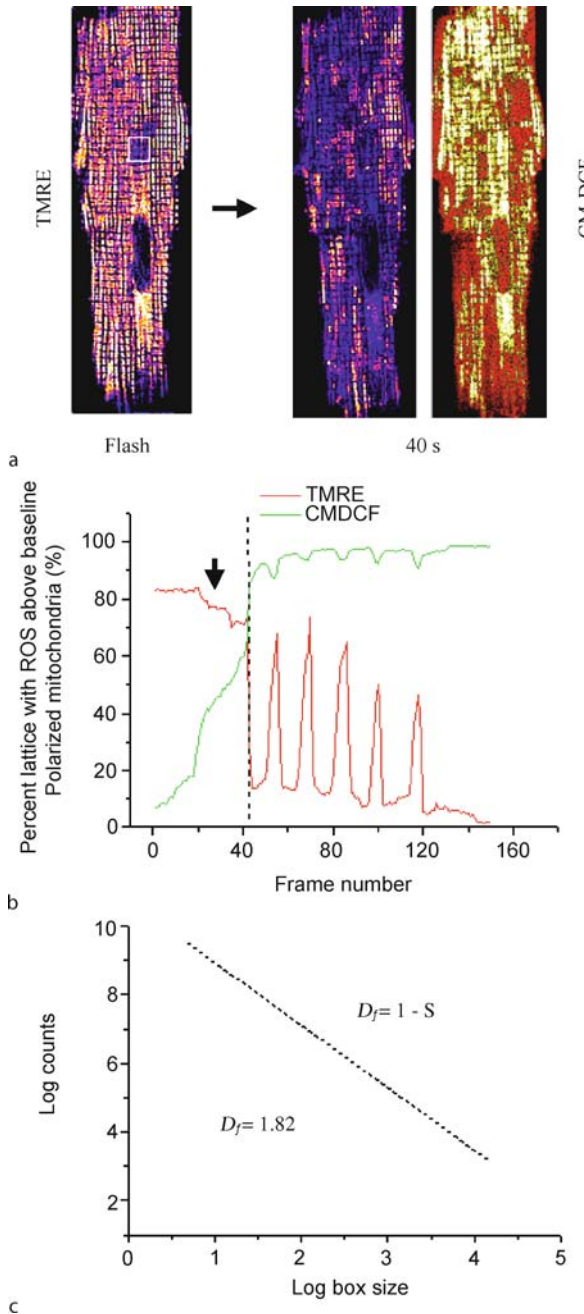 TMRE
CM-DCF
Flash
40 s
a
TMRE
CMDCF
Percent lattice with ROS above baseline
Polarized mitochondria (%)
100
80
60
40
20
0
0
40
80
120
160
Frame number
b
10
8
6
4
2
Log counts
D_f= 1 - S
D_f= 1.82
0
1
2
3
4
5
Log box size
c